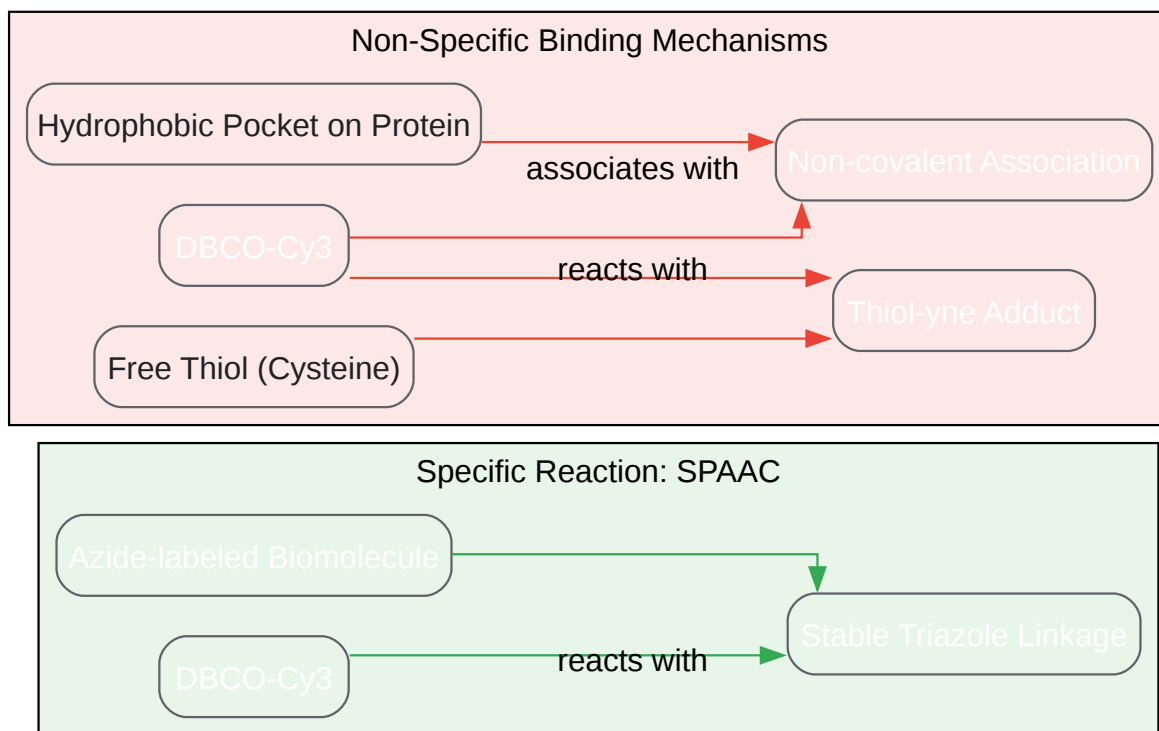 Non-Specific Binding Mechanisms
Hydrophobic Pocket on Protein
associates with
Non-covalent Association
DBCO-Cy3
reacts with
Thiol-yne Adduct
Free Thiol (Cysteine)
Specific Reaction: SPAAC
Azide-labeled Biomolecule
Stable Triazole Linkage
DBCO-Cy3
reacts with